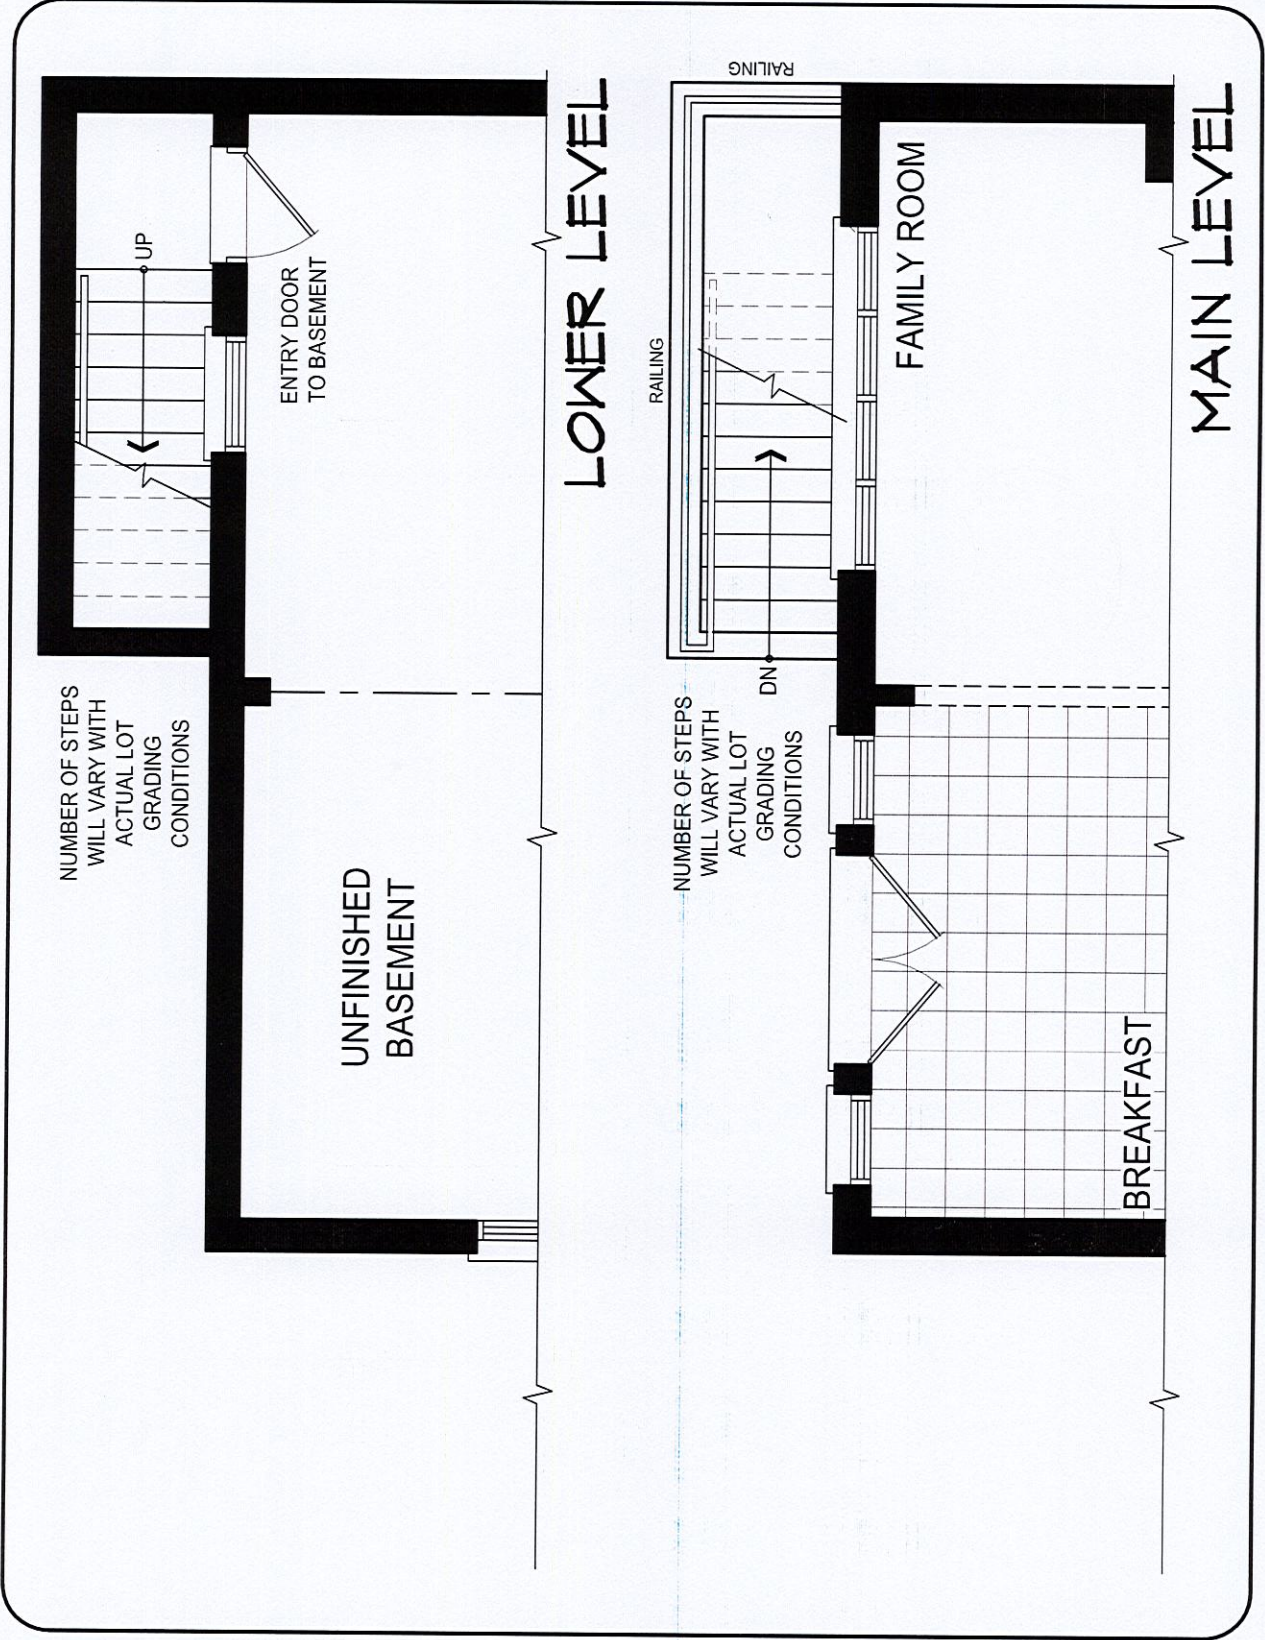 NUMBER OF STEPS
WILL VARY WITH
ACTUAL LOT
GRADING
CONDITIONS
UP
ENTRY DOOR
TO BASEMENT
UNFINISHED
BASEMENT
LOWER LEVEL
RAILING
RAILING
NUMBER OF STEPS
WILL VARY WITH
ACTUAL LOT
GRADING
CONDITIONS
DN
FAMILY ROOM
BREAKFAST
MAIN LEVEL